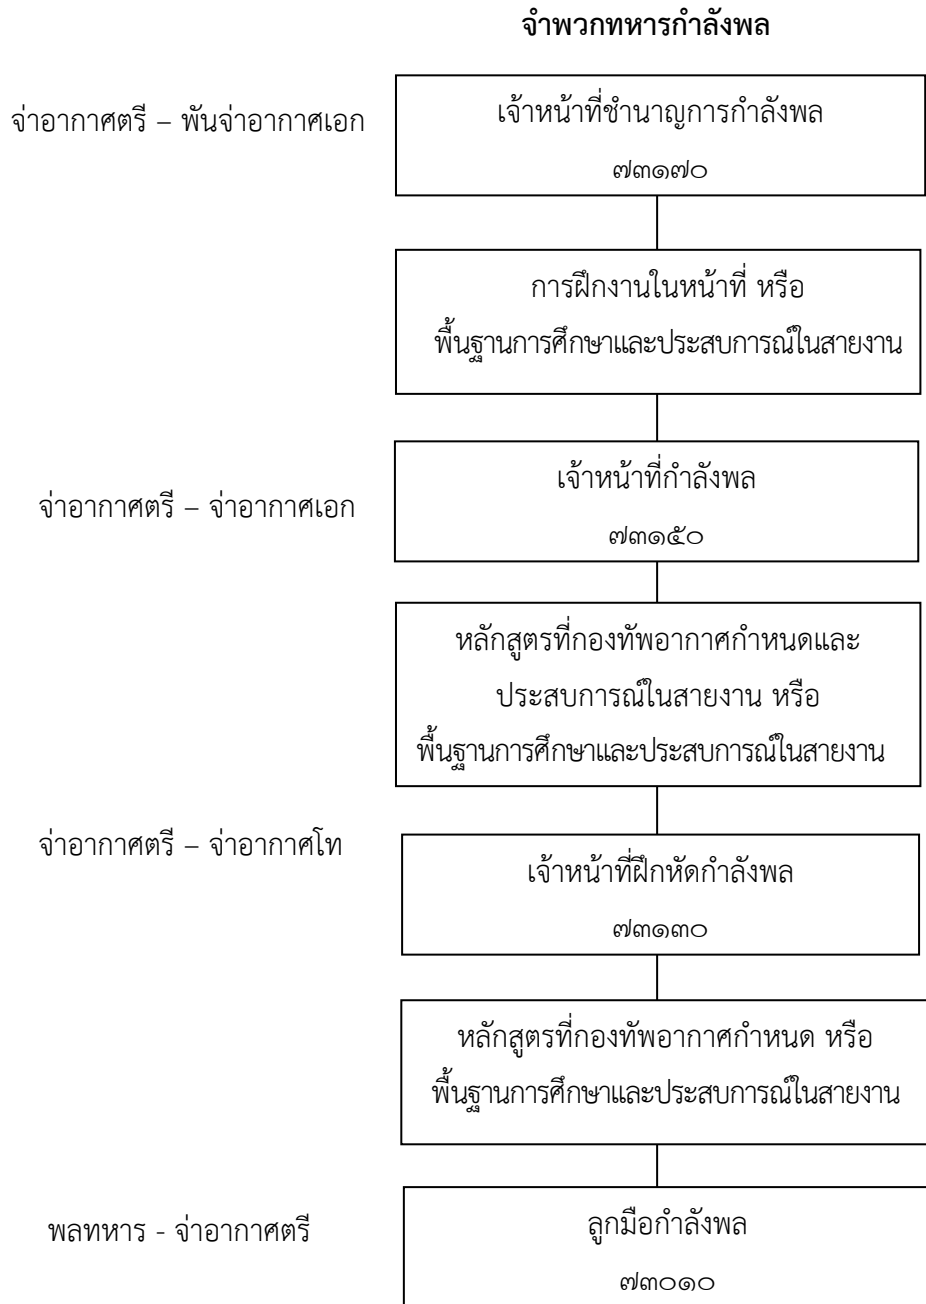 จำพวกทหารกำลังพล
จ่าอากาศตรี – พันจ่าอากาศเอก
เจ้าหน้าที่ชำนาญการกำลังพล
๗๓๑๗๐
การฝึกงานในหน้าที่ หรือ
พื้นฐานการศึกษาและประสบการณ์ในสายงาน
จ่าอากาศตรี – จ่าอากาศเอก
เจ้าหน้าที่กำลังพล
๗๓๑๕๐
หลักสูตรที่กองทัพอากาศกำหนดและ
ประสบการณ์ในสายงาน หรือ
พื้นฐานการศึกษาและประสบการณ์ในสายงาน
จ่าอากาศตรี – จ่าอากาศโท
เจ้าหน้าที่ฝึกหัดกำลังพล
๗๓๑๓๐
หลักสูตรที่กองทัพอากาศกำหนด หรือ
พื้นฐานการศึกษาและประสบการณ์ในสายงาน
พลทหาร - จ่าอากาศตรี
ลูกมือกำลังพล
๗๓๐๑๐